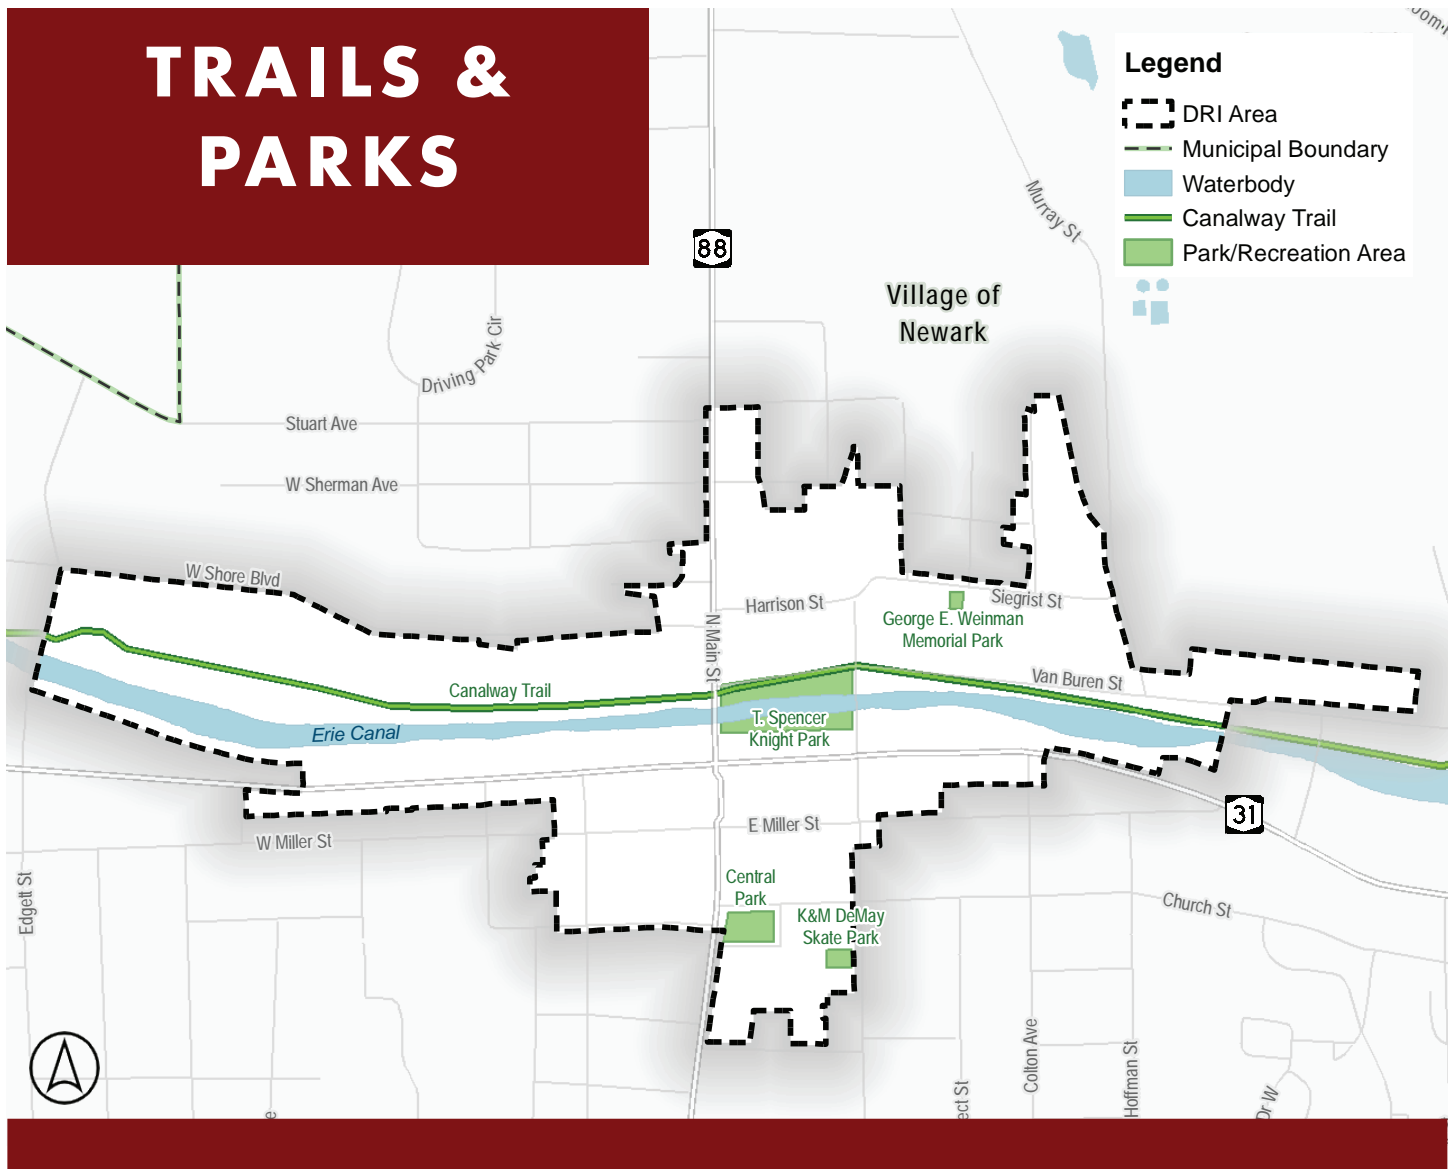 TRAILS &
PARKS
Legend
DRI Area
Municipal Boundary
Waterbody
Canalway Trail
Park/Recreation Area
88
Murray St
Village of
Newark
Driving Park Cir
Stuart Ave
W Sherman Ave
W Shore Blvd
Harrison St
Siegrist St
George E. Weinman
Memorial Park
N Main St
Van Buren St
Canalway Trail
T. Spencer
Knight Park
Erie Canal
31
E Miller St
W Miller St
Central
Park
K&M DeMay
Skate Park
Church St
Edgett St
Colton Ave
Hoffman St
ect St
Dr W
e